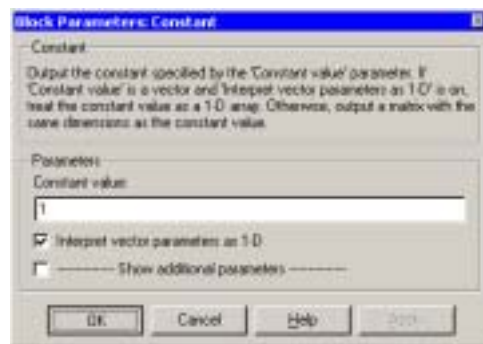 Block Parameters: Constant
Constant
Output the constant specified by the 'Constant value' parameter. If
'Constant value' is a vector and 'Interpret vector parameters as 1-D' is on,
treat the constant value as a 1-D array. Otherwise, output a matrix with the
same dimensions as the constant value.
Parameters
Constant value:
1
Interpret vector parameters as 1-D
---------- Show additional parameters ----------
OK
Cancel
Help
Apply